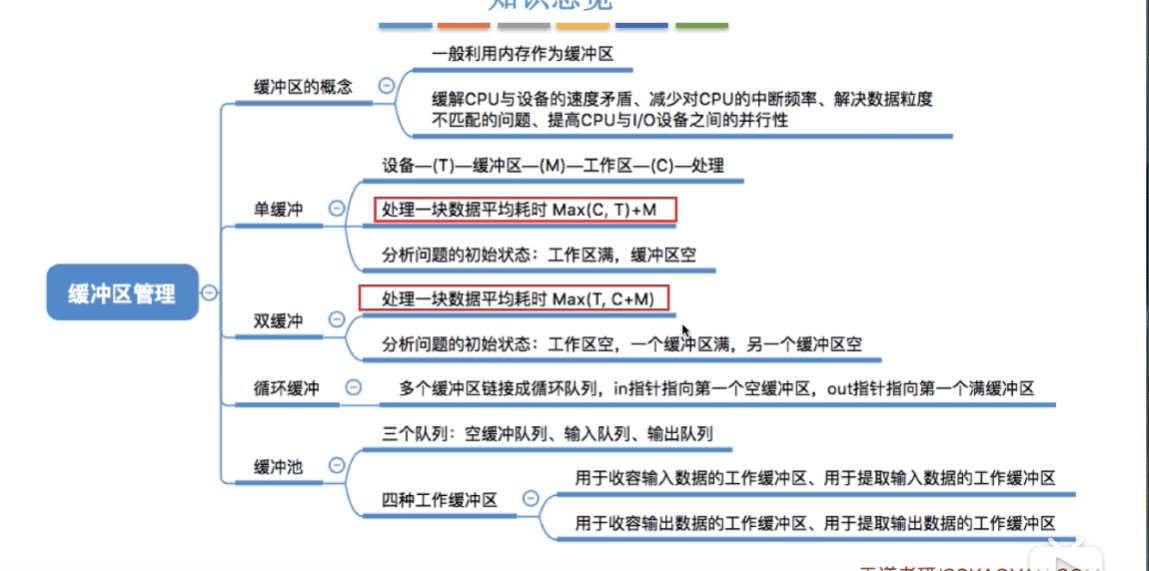 知识总览
一般利用内存作为缓冲区
缓冲区的概念
缓解CPU与设备的速度矛盾、减少对CPU的中断频率、解决数据粒度
不匹配的问题、提高CPU与I/O设备之间的并行性
设备—(T)—缓冲区—(M)—工作区—(C)—处理
单缓冲
处理一块数据平均耗时 Max(C, T)+M
分析问题的初始状态：工作区满，缓冲区空
缓冲区管理
处理一块数据平均耗时 Max(T, C+M)
双缓冲
分析问题的初始状态：工作区空，一个缓冲区满，另一个缓冲区空
循环缓冲
多个缓冲区链接成循环队列，in指针指向第一个空缓冲区，out指针指向第一个满缓冲区
三个队列：空缓冲队列、输入队列、输出队列
缓冲池
四种工作缓冲区
用于收容输入数据的工作缓冲区、用于提取输入数据的工作缓冲区
用于收容输出数据的工作缓冲区、用于提取输出数据的工作缓冲区